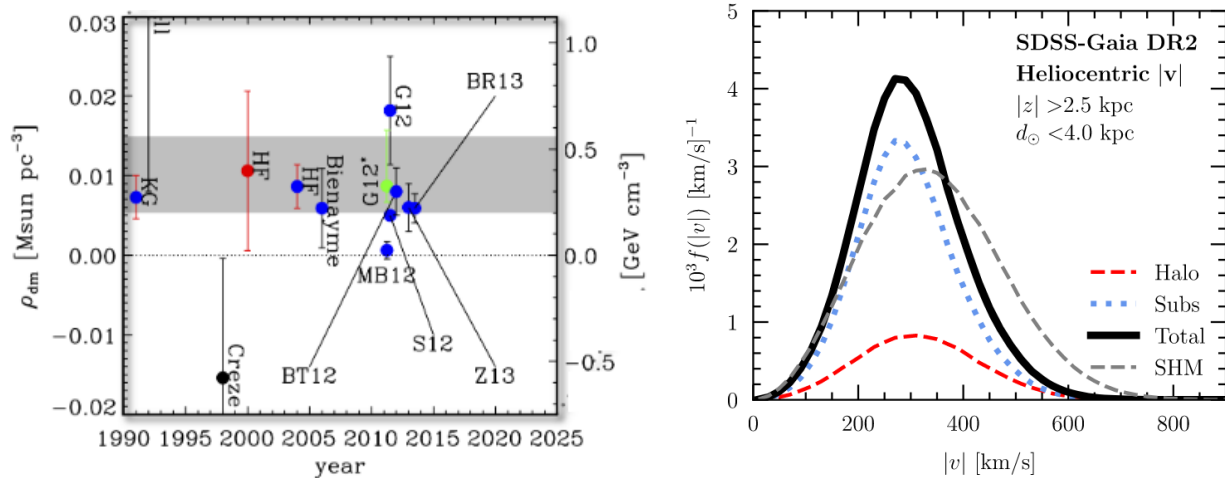 0.03
0.02
0.01
0.00
−0.01
−0.02
ρdm [Msun pc⁻³]
KG
Creze
HF
HF
Bienayme
G12
G12*
MB12
BR13
BT12
S12
Z13
1.0
0.5
0.0
−0.5
[GeV cm⁻³]
1990 1995 2000 2005 2010 2015 2020 2025
year
5
4
3
2
1
0
10³ f(|v|) [km/s]⁻¹
SDSS-Gaia DR2
Heliocentric |v|
|z| >2.5 kpc
d⊙ <4.0 kpc
Halo
Subs
Total
SHM
0 200 400 600 800
|v| [km/s]